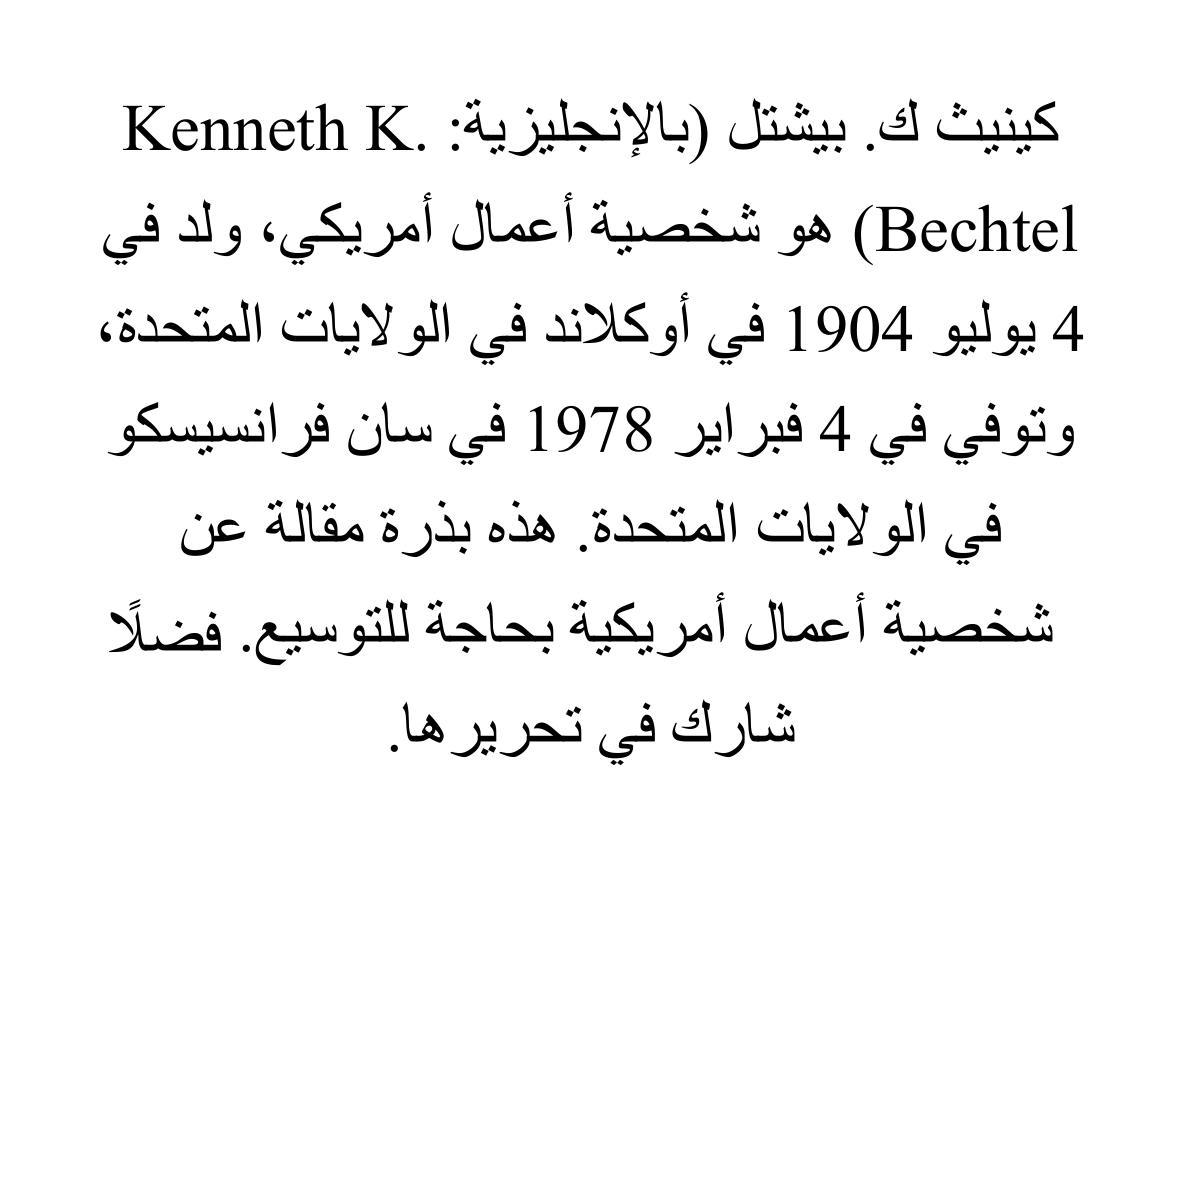 كينيث ك. بيشتل (بالإنجليزية: Kenneth K.
Bechtel) هو شخصية أعمال أمريكي، ولد في
4 يوليو 1904 في أوكلاند في الولايات المتحدة،
وتوفي في 4 فبراير 1978 في سان فرانسيسكو
في الولايات المتحدة. هذه بذرة مقالة عن
شخصية أعمال أمريكية بحاجة للتوسيع. فضلًا
شارك في تحريرها.